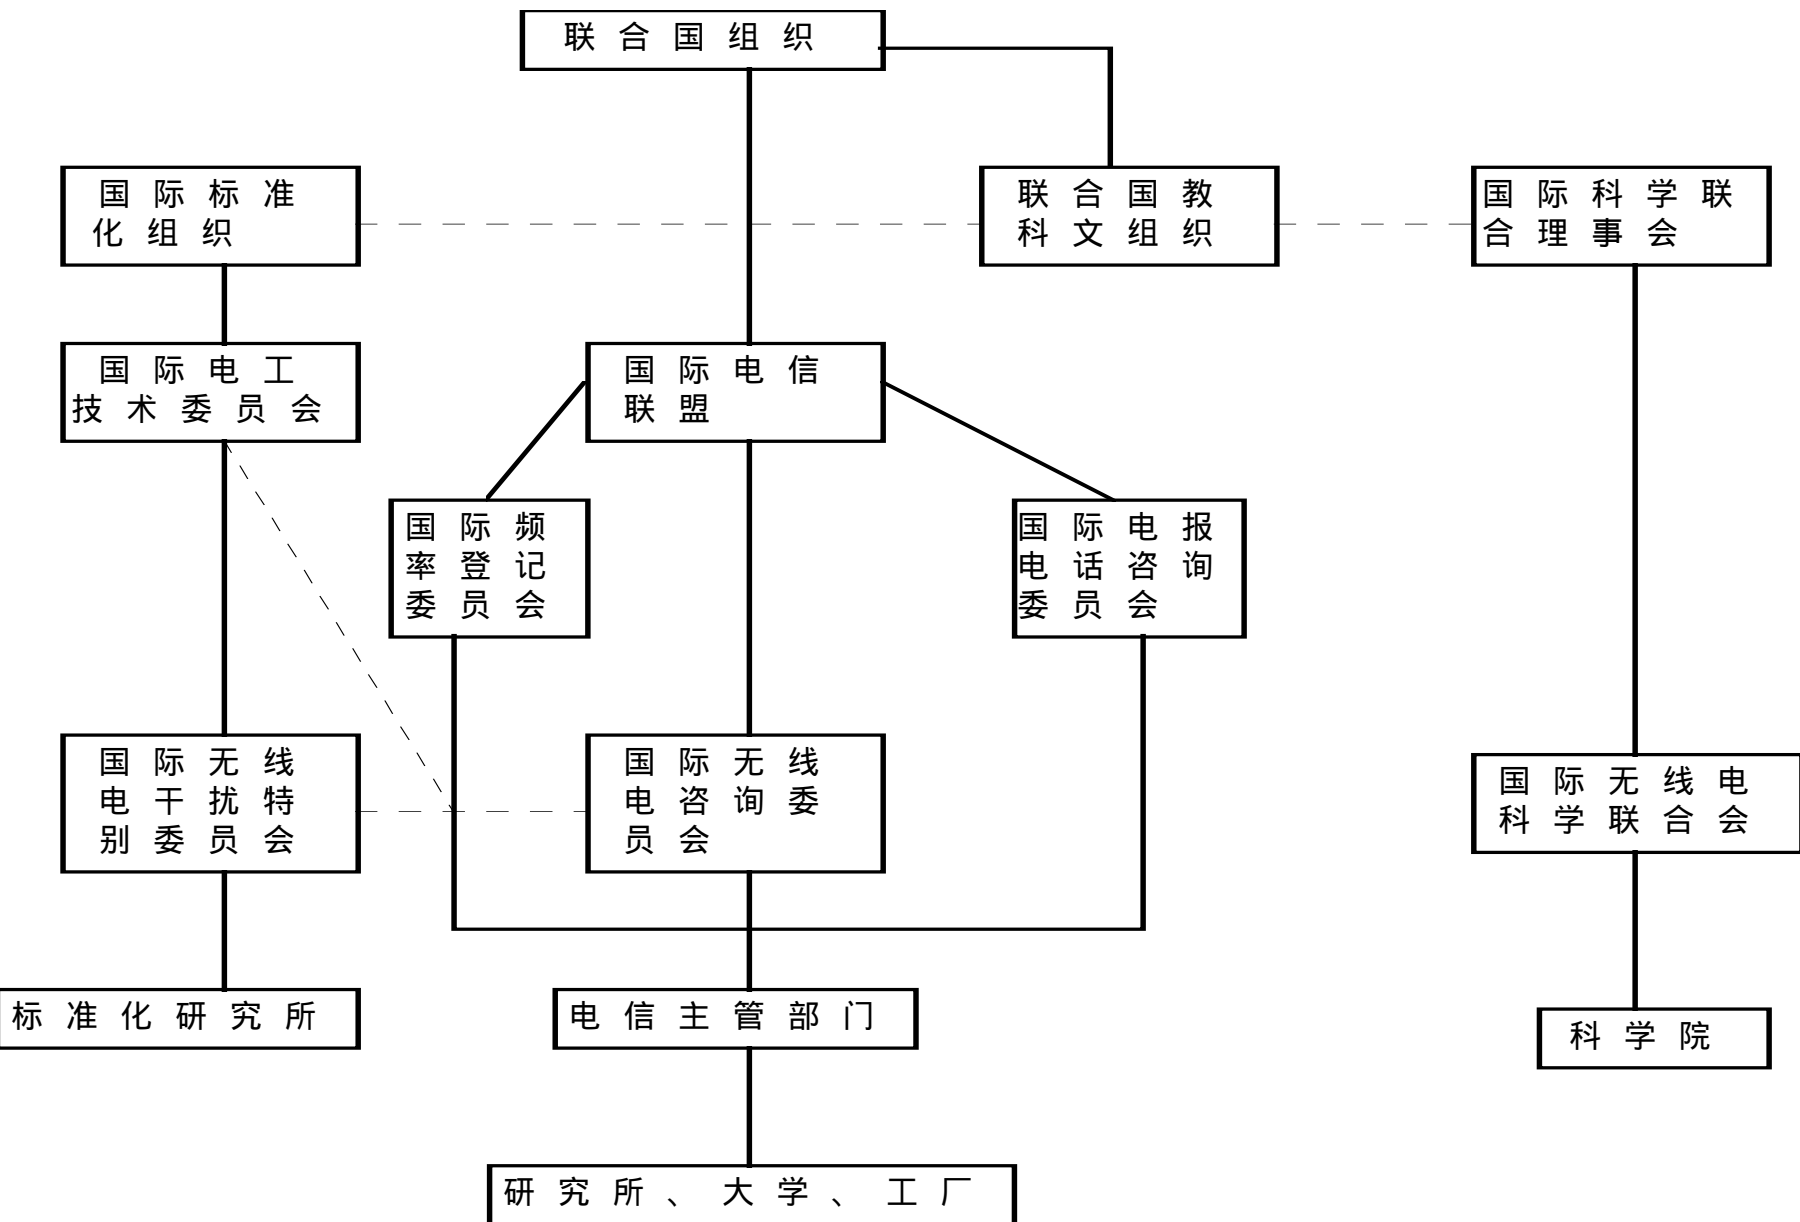 联合国组织
国际标准
化组织
联合国教
科文组织
国际科学联
合理事会
国际电工
技术委员会
国际电信
联盟
国际频
率登记
委员会
国际电报
电话咨询
委员会
国际无线
电干扰特
别委员会
国际无线
电咨询委
员会
国际无线电
科学联合会
标准化研究所
电信主管部门
科学院
研究所、大学、工厂